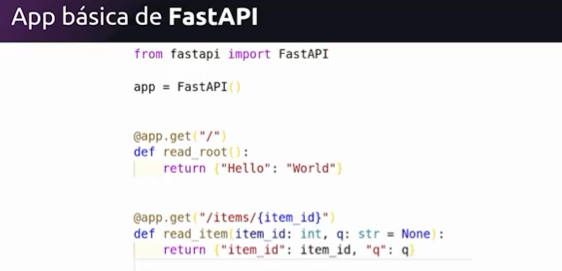 App básica de FastAPI
from fastapi import FastAPI
app = FastAPI()
@app.get("/")
def read_root():
    return {"Hello": "World"}
@app.get("/items/{item_id}")
def read_item(item_id: int, q: str = None):
    return {"item_id": item_id, "q": q}